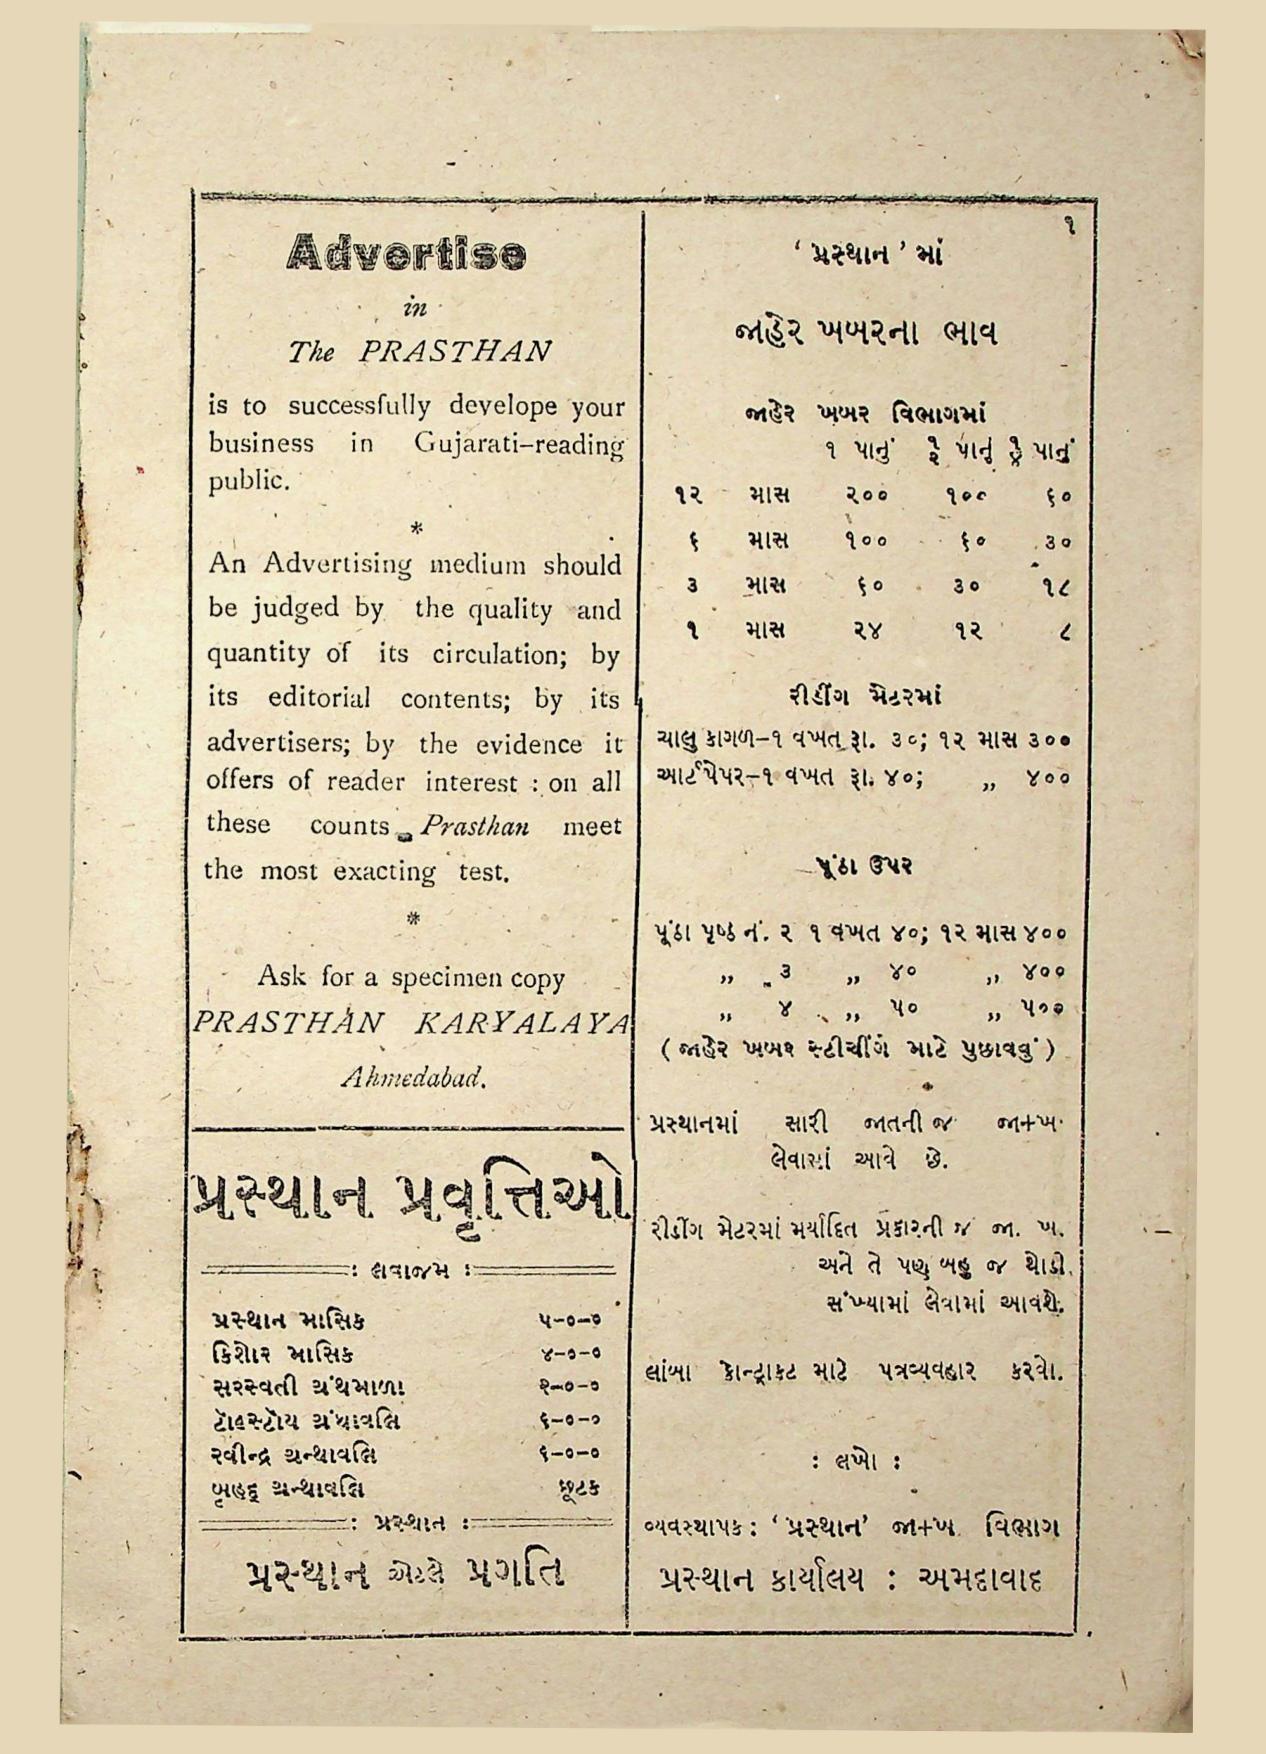 Advertise
in
The PRASTHAN
is to successfully develope your
business in Gujarati-reading
public.
*
An Advertising medium should
be judged by the quality and
quantity of its circulation; by
its editorial contents; by its
advertisers; by the evidence it
offers of reader interest : on all
these counts Prasthan meet
the most exacting test.
*
Ask for a specimen copy
PRASTHAN KARYALAYA
Ahmedabad.
પ્રસ્થાન પ્રવૃત્તિઓ
: લવાજમ :
પ્રસ્થાન માસિક ૫-૦-૦
કિશોર માસિક ૪-૦-૦
સરસ્વતી ગ્રંથમાળા ૨-૦-૦
ટૉલ્સ્ટૉય ગ્રંથાવલિ ૬-૦-૦
રવીન્દ્ર ગ્રન્થાવલિ ૬-૦-૦
બૃહદ્ ગ્રન્થાવલિ છૂટક
: પ્રસ્થાન :
પ્રસ્થાન એટલે પ્રગતિ
૧
‘ પ્રસ્થાન ’ માં
જાહેર ખબરના ભાવ
જાહેર ખબર વિભાગમાં
૧ પાનું ૧/૨ પાનું ૧/૪ પાનું
૧૨ માસ ૨૦૦ ૧૦૦ ૬૦
૬ માસ ૧૦૦ ૬૦ ૩૦
૩ માસ ૬૦ ૩૦ ૧૮
૧ માસ ૨૪ ૧૨ ૮
રીડીંગ મેટરમાં
ચાલુ કાગળ-૧ વખત રૂા. ૩૦; ૧૨ માસ ૩૦૦
આર્ટપેપર-૧ વખત રૂા. ૪૦; ,, ૪૦૦
પૂંઠા ઉપર
પૂંઠા પૃષ્ઠ નં. ૨ ૧ વખત ૪૦; ૧૨ માસ ૪૦૦
,, ૩ ,, ૪૦ ,, ૪૦૦
,, ૪ ,, ૫૦ ,, ૫૦૦
( જાહેર ખબર સ્ટીચીંગ માટે પુછાવવું )
પ્રસ્થાનમાં સારી જાતની જ જા+ખ
લેવામાં આવે છે.
રીડીંગ મેટરમાં મર્યાદિત પ્રકારની જ જા. ખ.
અને તે પણ બહુ જ થોડી
સંખ્યામાં લેવામાં આવશે.
લાંબા કોન્ટ્રાકટ માટે પત્રવ્યવહાર કરવો.
: લખો :
વ્યવસ્થાપક : ‘ પ્રસ્થાન’ જા+ખ વિભાગ
પ્રસ્થાન કાર્યાલય : અમદાવાદ